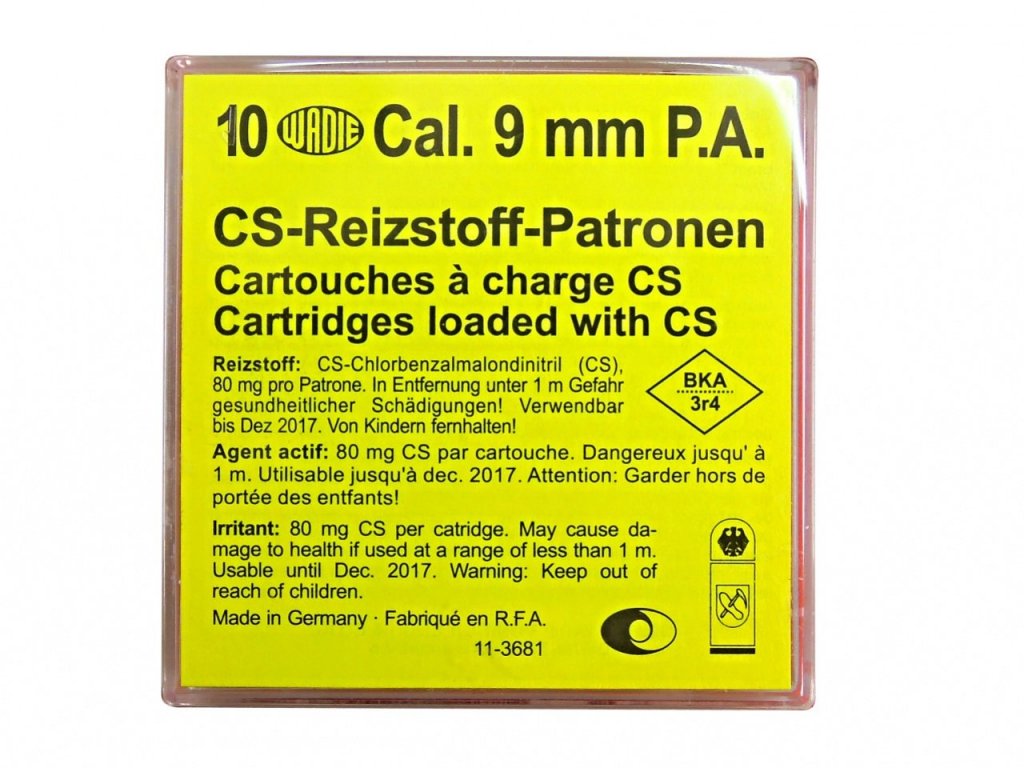 10 WADIE Cal. 9 mm P.A.
CS-Reizstoff-Patronen
Cartouches à charge CS
Cartridges loaded with CS
Reizstoff: CS-Chlorbenzalmalondinitril (CS),
80 mg pro Patrone. In Entfernung unter 1 m Gefahr
gesundheitlicher Schädigungen! Verwendbar
bis Dez 2017. Von Kindern fernhalten!
BKA
3r4
Agent actif: 80 mg CS par cartouche. Dangereux jusqu' à
1 m. Utilisable jusqu'à dec. 2017. Attention: Garder hors de
portée des entfants!
Irritant: 80 mg CS per catridge. May cause da-
mage to health if used at a range of less than 1 m.
Usable until Dec. 2017. Warning: Keep out of
reach of children.
Made in Germany · Fabriqué en R.F.A.
11-3681